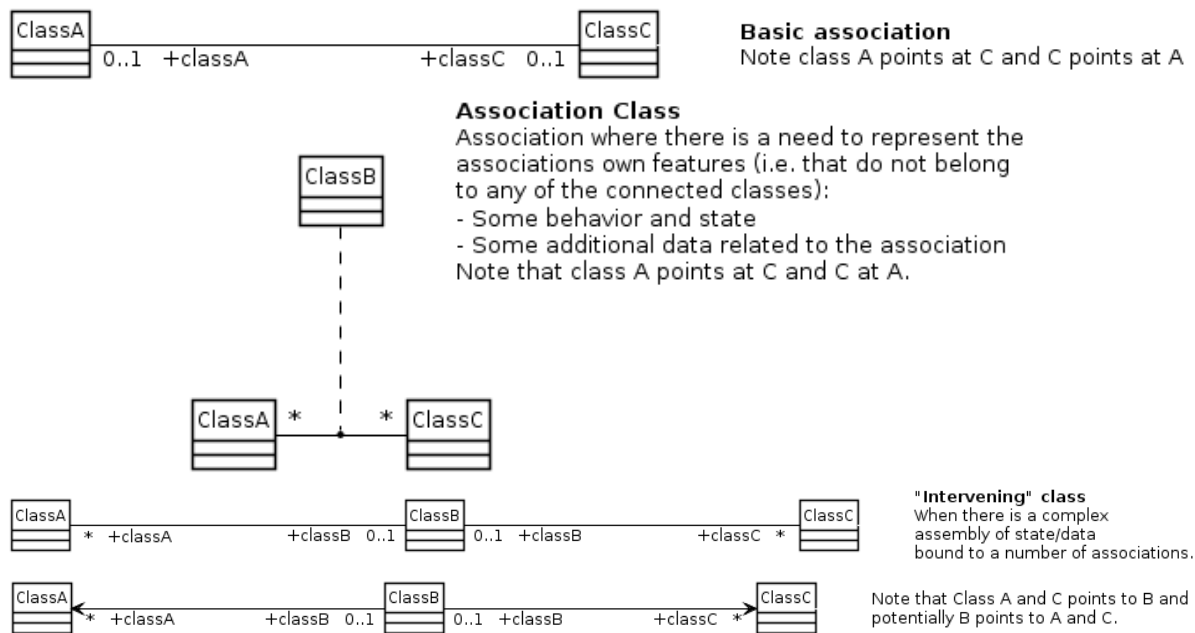 ClassA
0..1 +classA
+classC 0..1
ClassC
Basic association
Note class A points at C and C points at A
Association Class
Association where there is a need to represent the
associations own features (i.e. that do not belong
to any of the connected classes):
- Some behavior and state
- Some additional data related to the association
Note that class A points at C and C at A.
ClassB
ClassA * * ClassC
ClassA
* +classA
+classB 0..1
ClassB
0..1 +classB
+classC *
ClassC
"Intervening" class
When there is a complex
assembly of state/data
bound to a number of associations.
ClassA
* +classA
+classB 0..1
ClassB
0..1 +classB
+classC *
ClassC
Note that Class A and C points to B and
potentially B points to A and C.